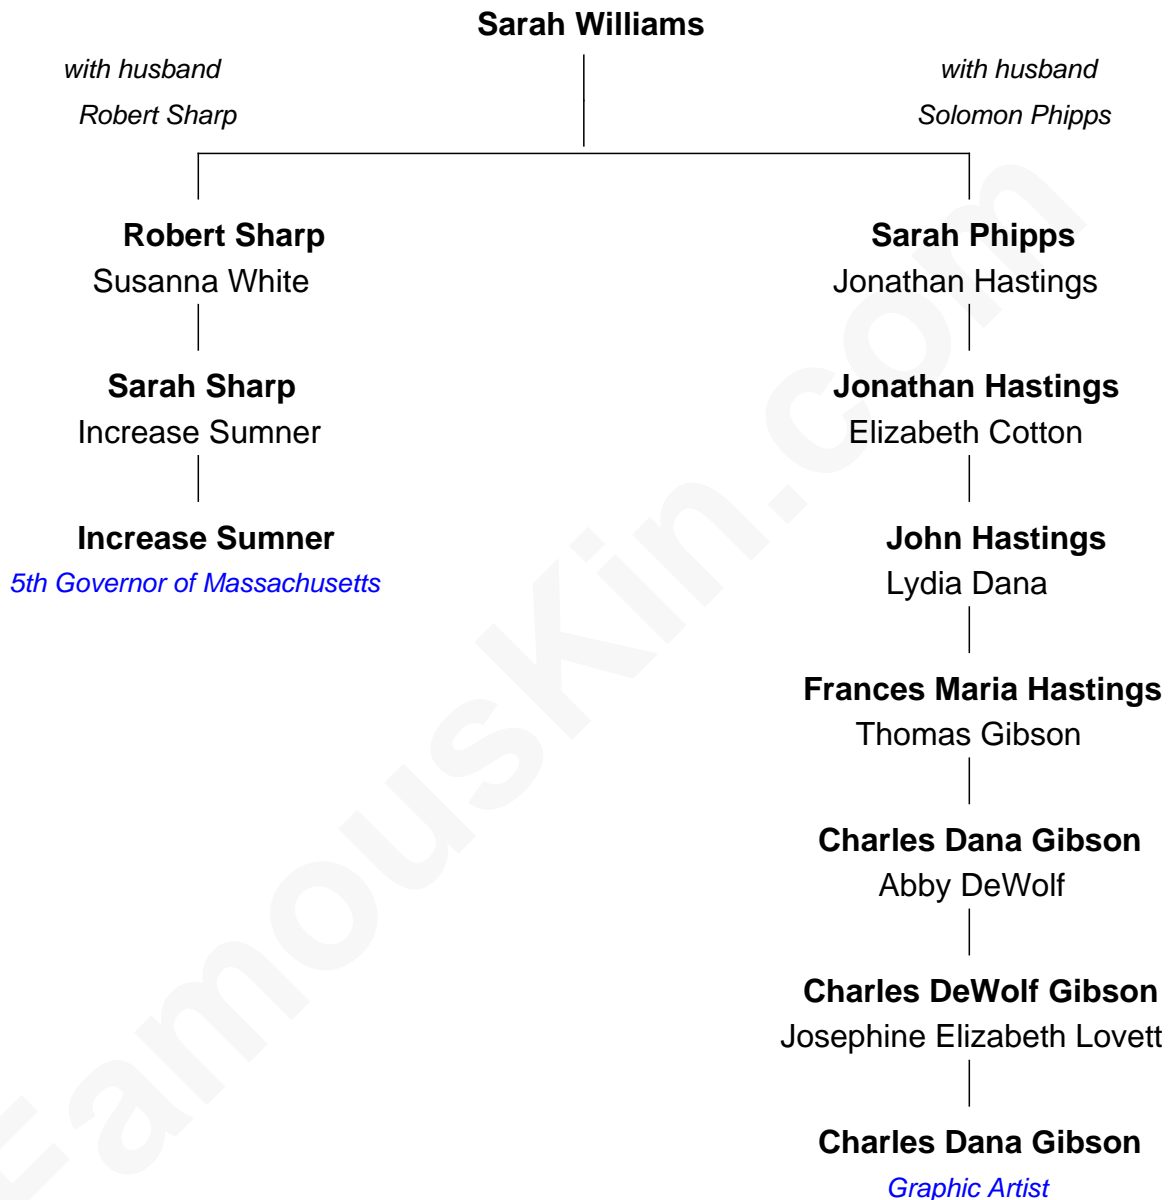 Sarah Williams
with husband
Robert Sharp
with husband
Solomon Phipps
Robert Sharp
Susanna White
Sarah Sharp
Increase Sumner
Increase Sumner
5th Governor of Massachusetts
Sarah Phipps
Jonathan Hastings
Jonathan Hastings
Elizabeth Cotton
John Hastings
Lydia Dana
Frances Maria Hastings
Thomas Gibson
Charles Dana Gibson
Abby DeWolf
Charles DeWolf Gibson
Josephine Elizabeth Lovett
Charles Dana Gibson
Graphic Artist
FamousKin.com